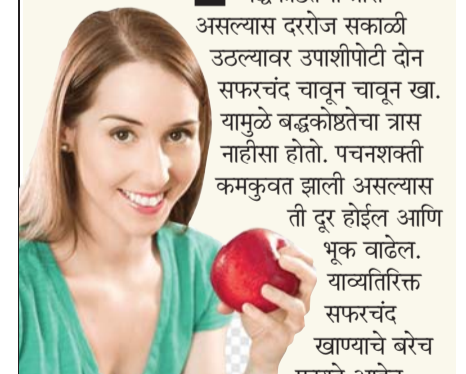 असल्यास दररोज सकाळी
उठल्यावर उपाशीपोटी दोन
सफरचंद चावून चावून खा.
यामुळे बद्धकोष्ठतेचा त्रास
नाहीसा होतो. पचनशक्ती
कमकुवत झाली असल्यास
ती दूर होईल आणि
भूक वाढेल.
याव्यतिरिक्त
सफरचंद
खाण्याचे बरेच